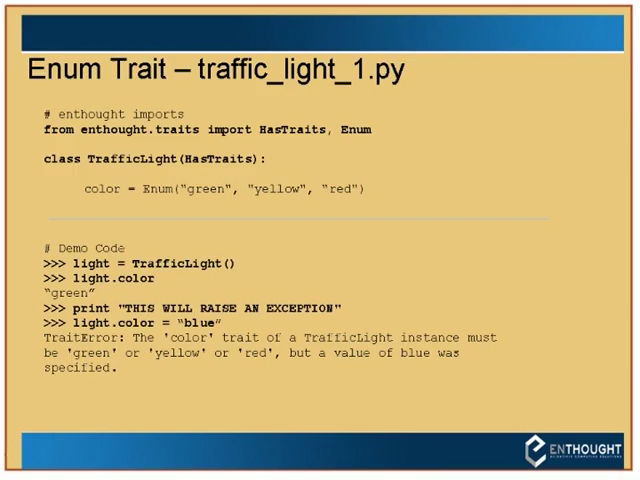 Enum Trait – traffic_light_1.py
# enthought imports
from enthought.traits import HasTraits, Enum
class TrafficLight(HasTraits):
color = Enum("green", "yellow", "red")
# Demo Code
>>> light = TrafficLight()
>>> light.color
“green”
>>> print "THIS WILL RAISE AN EXCEPTION"
>>> light.color = “blue”
TraitError: The 'color' trait of a TrafficLight instance must
be 'green' or 'yellow' or 'red', but a value of blue was
specified.
ENTHOUGHT
SCIENTIFIC COMPUTING SOLUTIONS